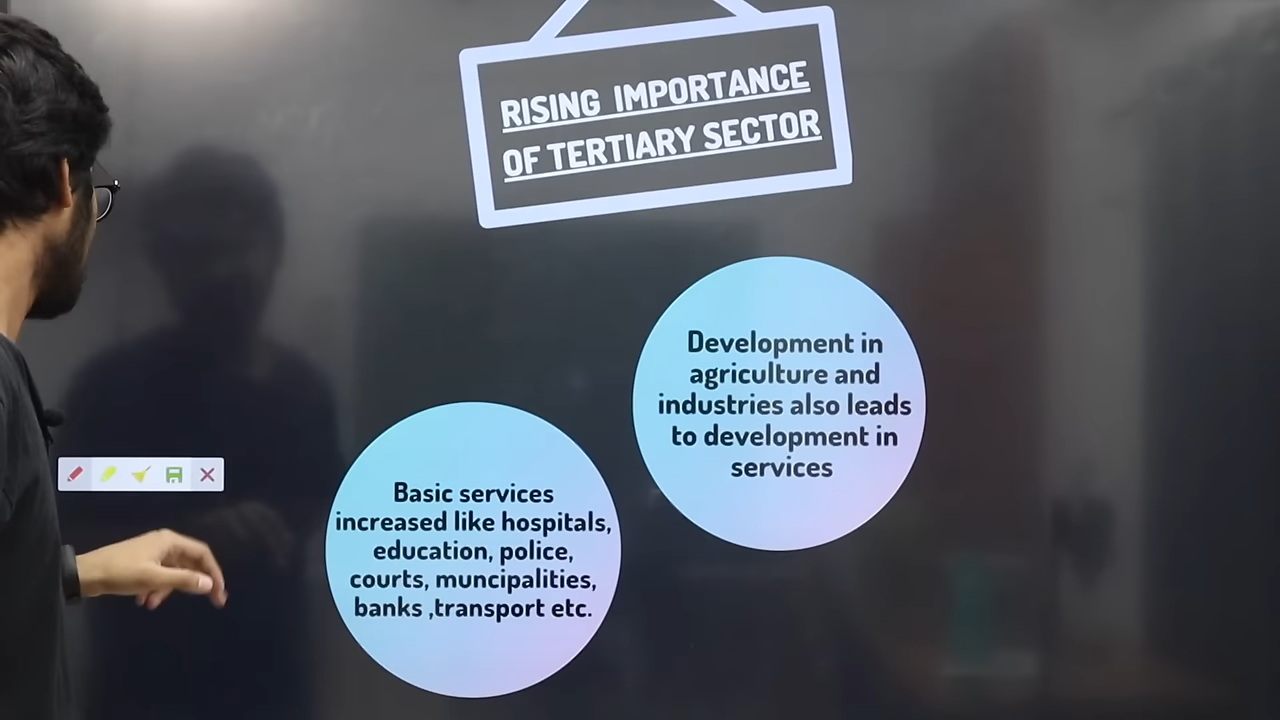 RISING IMPORTANCE
OF TERTIARY SECTOR
Development in
agriculture and
industries also leads
to development in
services
Basic services
increased like hospitals,
education, police,
courts, muncipalities,
banks ,transport etc.